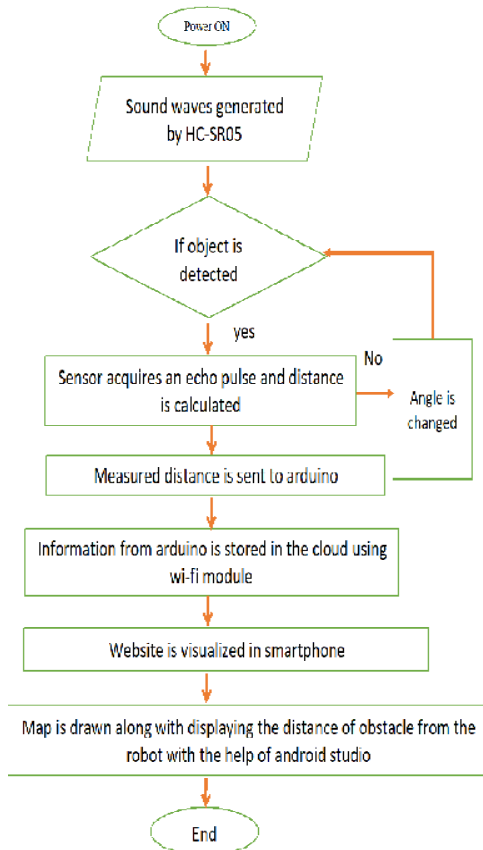 Power ON
Sound waves generated
by HC-SR05
If object is
detected
yes
No
Sensor acquires an echo pulse and distance
is calculated
Angle is
changed
Measured distance is sent to arduino
Information from arduino is stored in the cloud using
wi-fi module
Website is visualized in smartphone
Map is drawn along with displaying the distance of obstacle from the
robot with the help of android studio
End